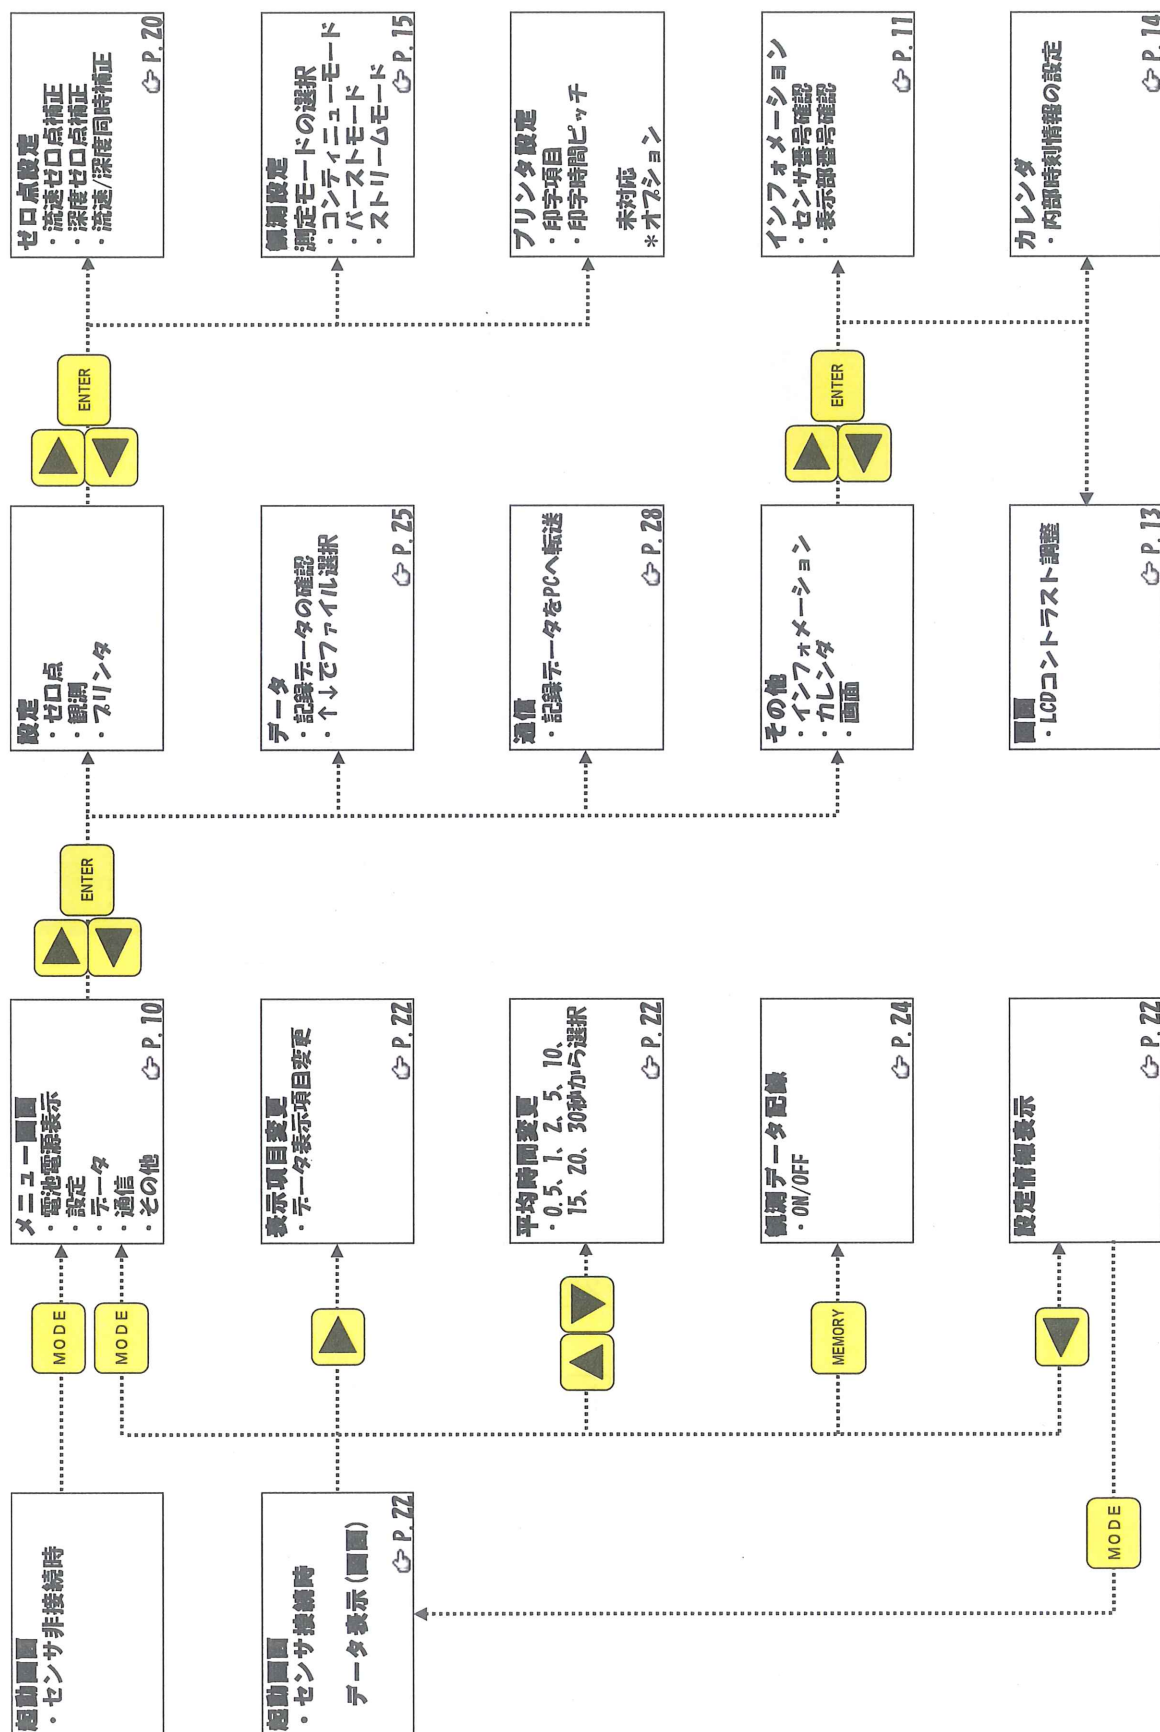 起動画面
・センサ非接続時
MODE
MODE
メニュー画面
・電池電源表示
・設定
・データ
・通信
・その他
☞ P.10
ENTER
設定
・ゼロ点
・観測
・プリンタ
ENTER
ゼロ点設定
・流速ゼロ点補正
・深度ゼロ点補正
・流速/深度同時補正
☞ P.20
起動画面
・センサ接続時
データ表示(画面)
☞ P.22
表示項目変更
・データ表示項目変更
☞ P.22
データ
・記録データの確認
・↑↓でファイル選択
☞ P.25
観測設定
測定モードの選択
・コンティニューモード
・バーストモード
・ストリームモード
☞ P.15
平均時間変更
・0.5、1、2、5、10、
15、20、30秒から選択
☞ P.22
通信
・記録データをPCへ転送
☞ P.28
プリンタ設定
・印字項目
・印字時間ピッチ
未対応
*オプション
MEMORY
観測データ記録
・ON/OFF
☞ P.24
その他
・インフォメーション
・カレンダ
・画面
ENTER
インフォメーション
・センサ番号確認
・表示部番号確認
☞ P.11
MODE
設定情報表示
☞ P.22
画面
・LCDコントラスト調整
☞ P.13
カレンダ
・内部時刻情報の設定
☞ P.14